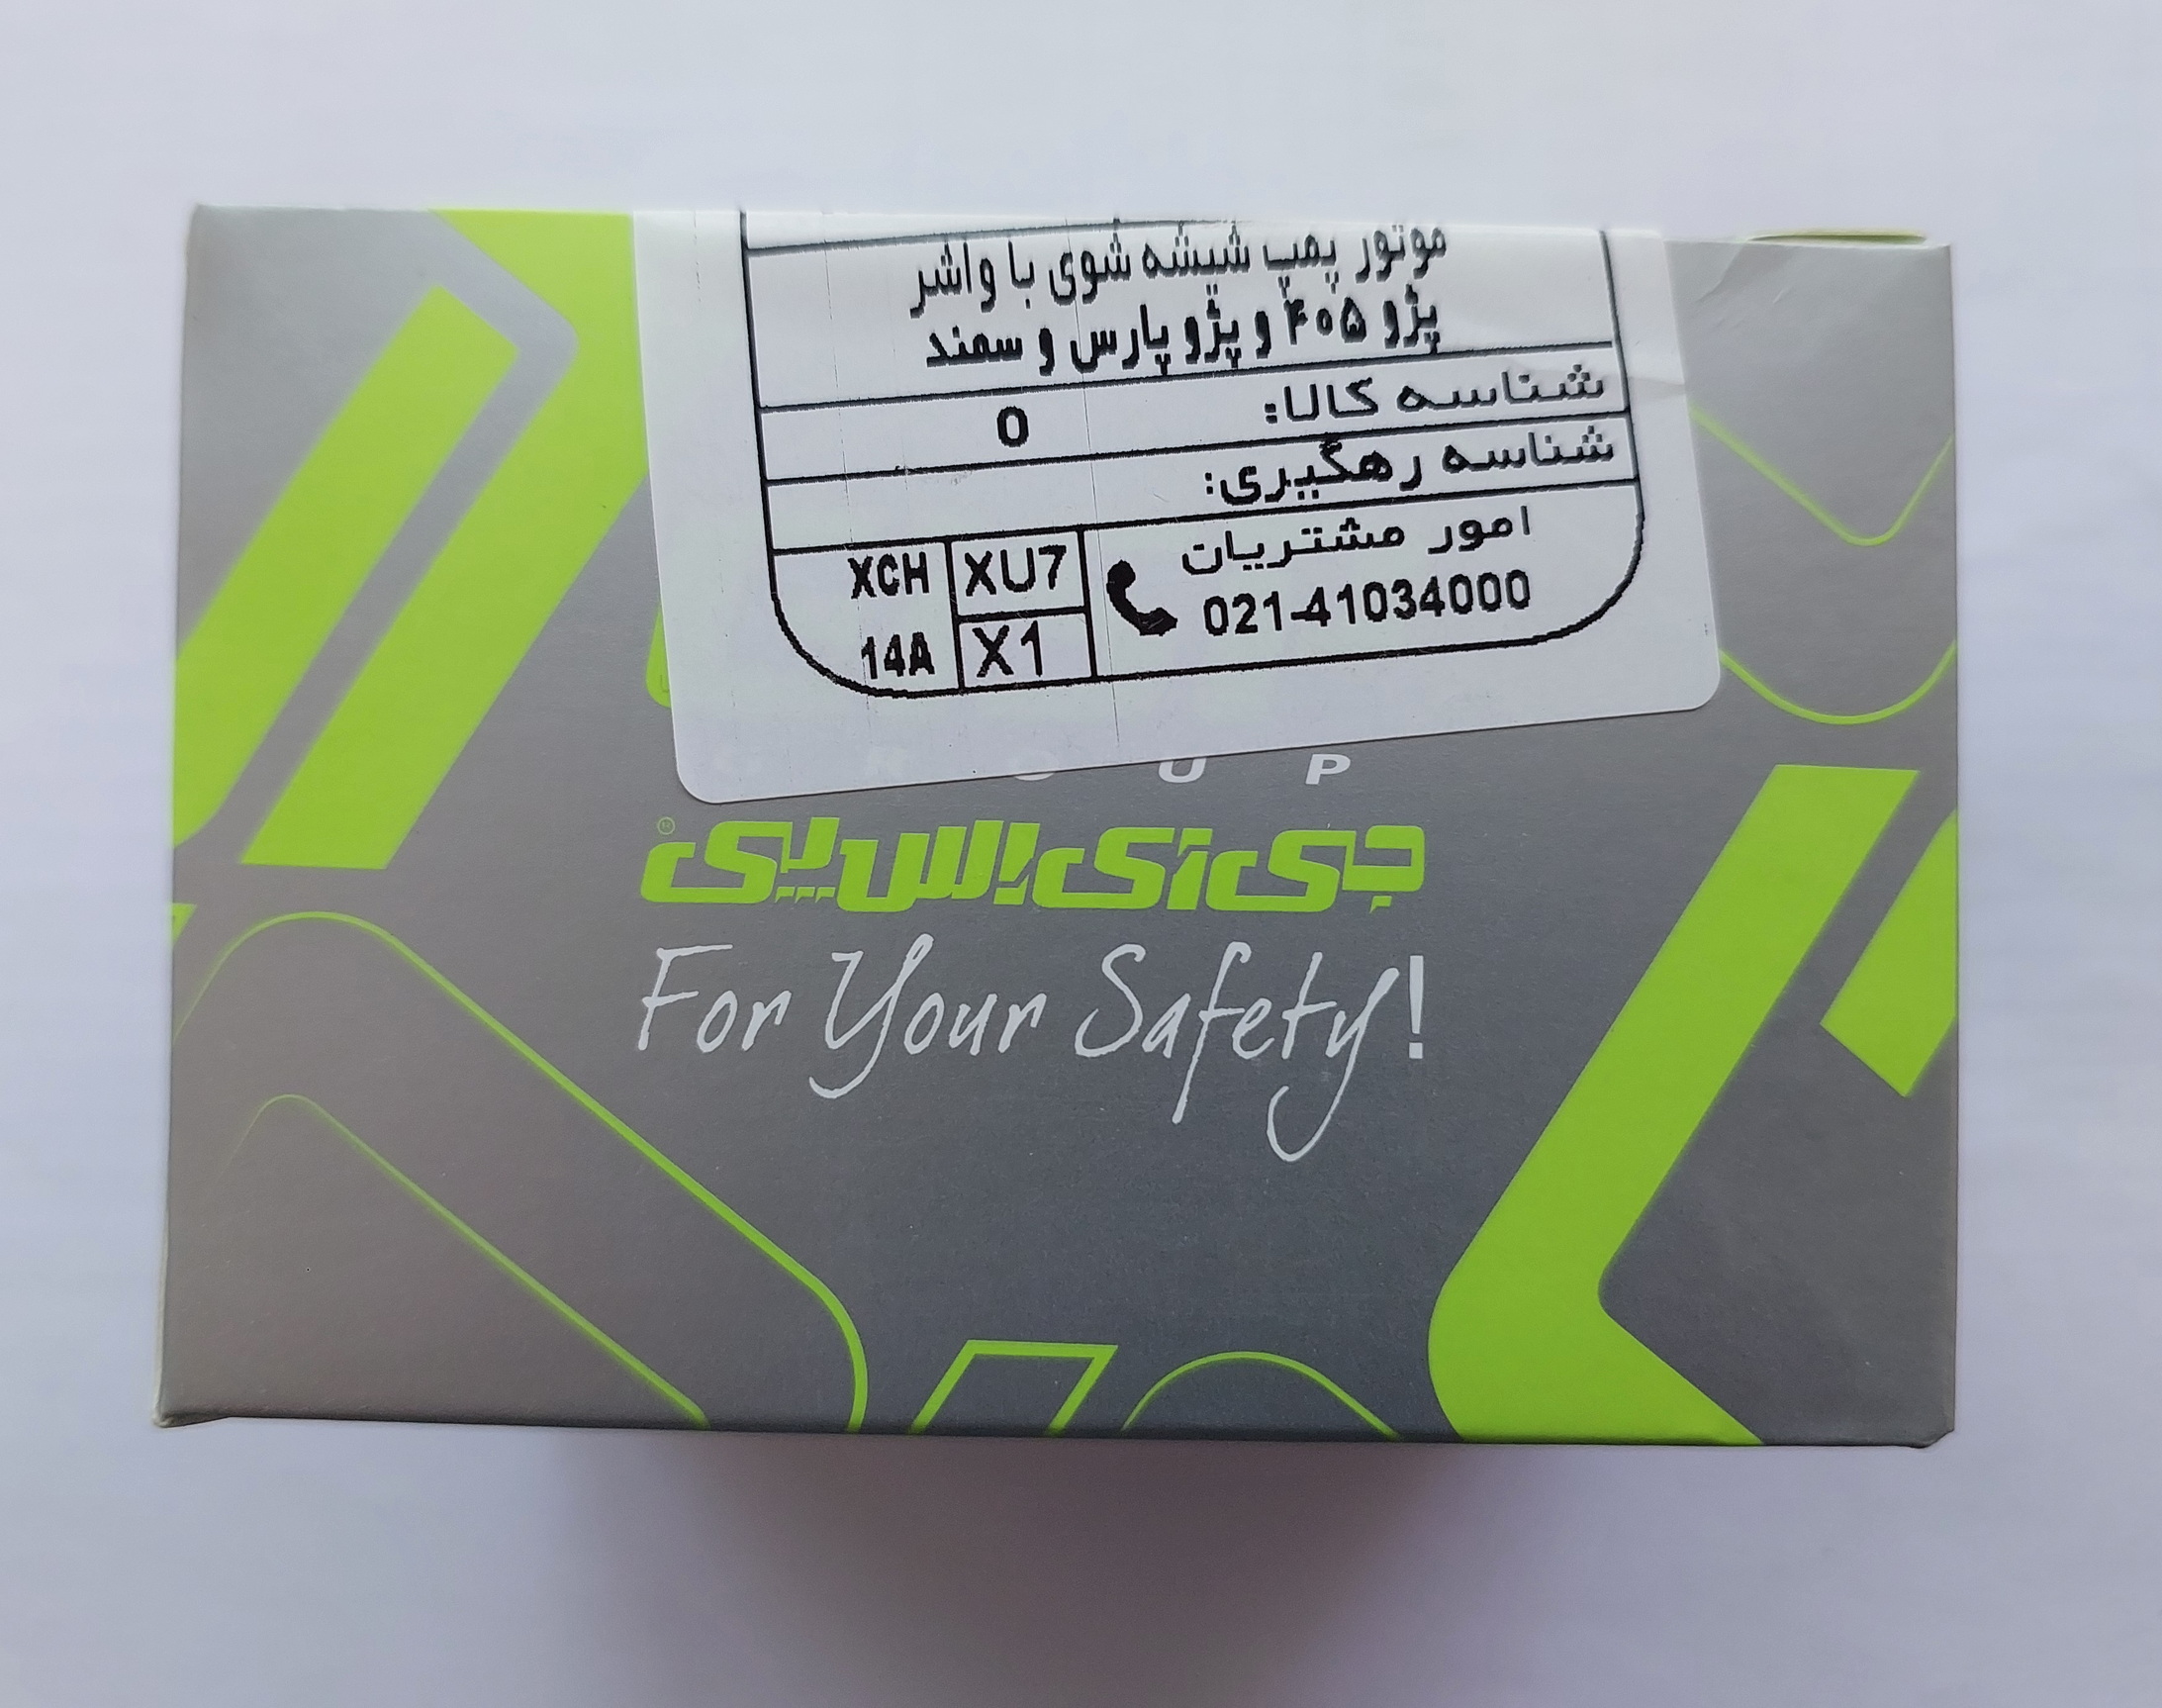 موتور پمپ شیشه شوی با واشر
پژو ۴۰۵ و پژو پارس و سمند
شناسه کالا: 0
شناسه رهگیری:
امور مشتریان
021-41034000
XU7
X1
XCH
14A
G R O U P
جی ای اس پی
®
For Your Safety!